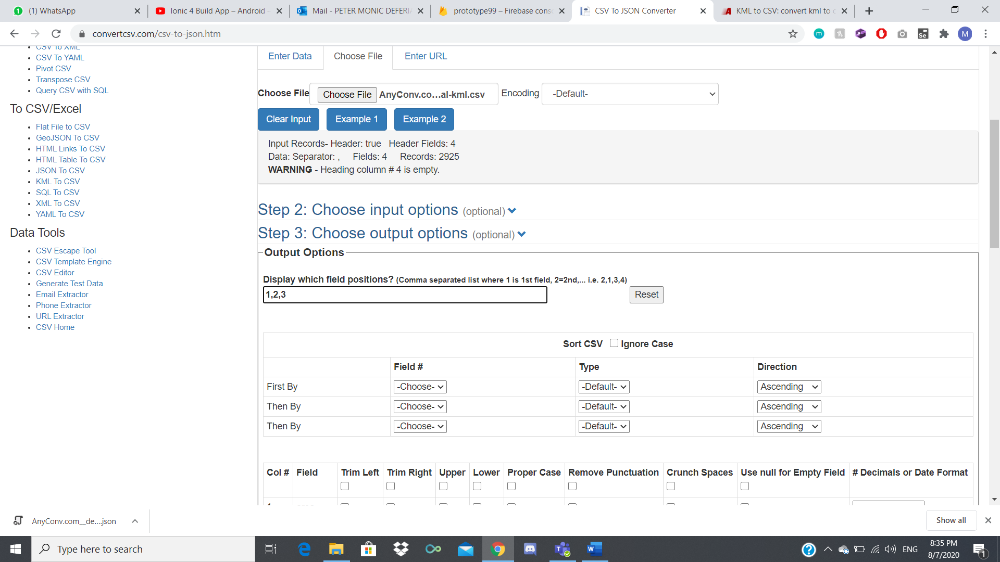 (1) WhatsApp
Ionic 4 Build App – Android -
Mail - PETER MONIC DEFERIA
prototype99 – Firebase conso
CSV To JSON Converter
KML to CSV: convert kml to c
convertcsv.com/csv-to-json.htm
M
CSV To XML
CSV To YAML
Pivot CSV
Transpose CSV
Query CSV with SQL
To CSV/Excel
Flat File to CSV
GeoJSON To CSV
HTML Links To CSV
HTML Table To CSV
JSON To CSV
KML To CSV
SQL To CSV
XML To CSV
YAML To CSV
Data Tools
CSV Escape Tool
CSV Template Engine
CSV Editor
Generate Test Data
Email Extractor
Phone Extractor
URL Extractor
CSV Home
Enter Data Choose File Enter URL
Choose File Choose File AnyConv.co…al-kml.csv Encoding -Default-
Clear Input Example 1 Example 2
Input Records- Header: true Header Fields: 4
Data: Separator: , Fields: 4 Records: 2925
WARNING - Heading column # 4 is empty.
Step 2: Choose input options (optional)
Step 3: Choose output options (optional)
Output Options
Display which field positions? (Comma separated list where 1 is 1st field, 2=2nd,... i.e. 2,1,3,4)
1,2,3 Reset
Sort CSV Ignore Case
Field # Type Direction
First By -Choose- -Default- Ascending
Then By -Choose- -Default- Ascending
Then By -Choose- -Default- Ascending
Col # Field Trim Left Trim Right Upper Lower Proper Case Remove Punctuation Crunch Spaces Use null for Empty Field # Decimals or Date Format
AnyConv.com__de....json
Show all
Type here to search
ENG
8:35 PM
8/7/2020
1